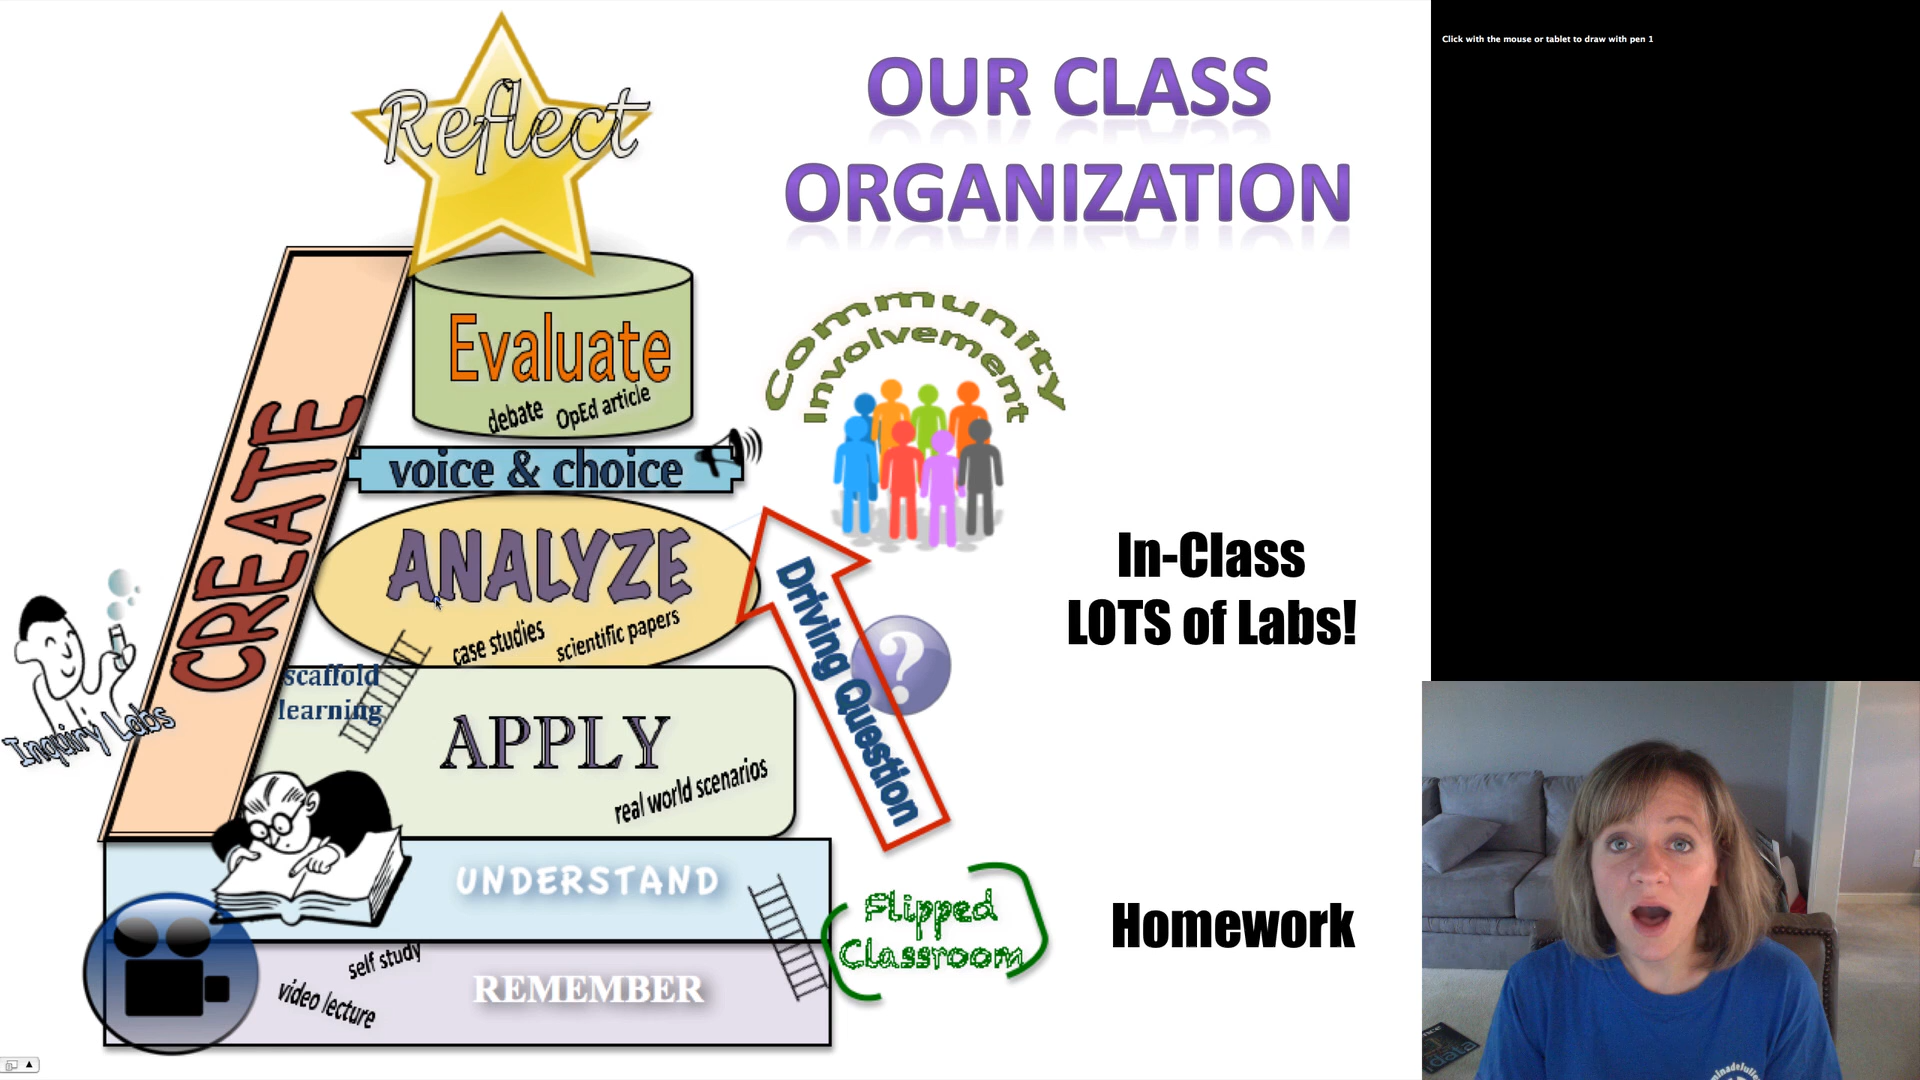 Click with the mouse or tablet to draw with pen 1
Reflect
OUR CLASS
ORGANIZATION
Community
Involvement
Evaluate
debate OpEd article
voice & choice
CREATE
ANALYZE
case studies scientific papers
In-Class
LOTS of Labs!
Driving Question
?
scaffold
learning
Inquiry Labs
APPLY
real world scenarios
UNDERSTAND
Flipped
Classroom
Homework
self study
video lecture
REMEMBER
data